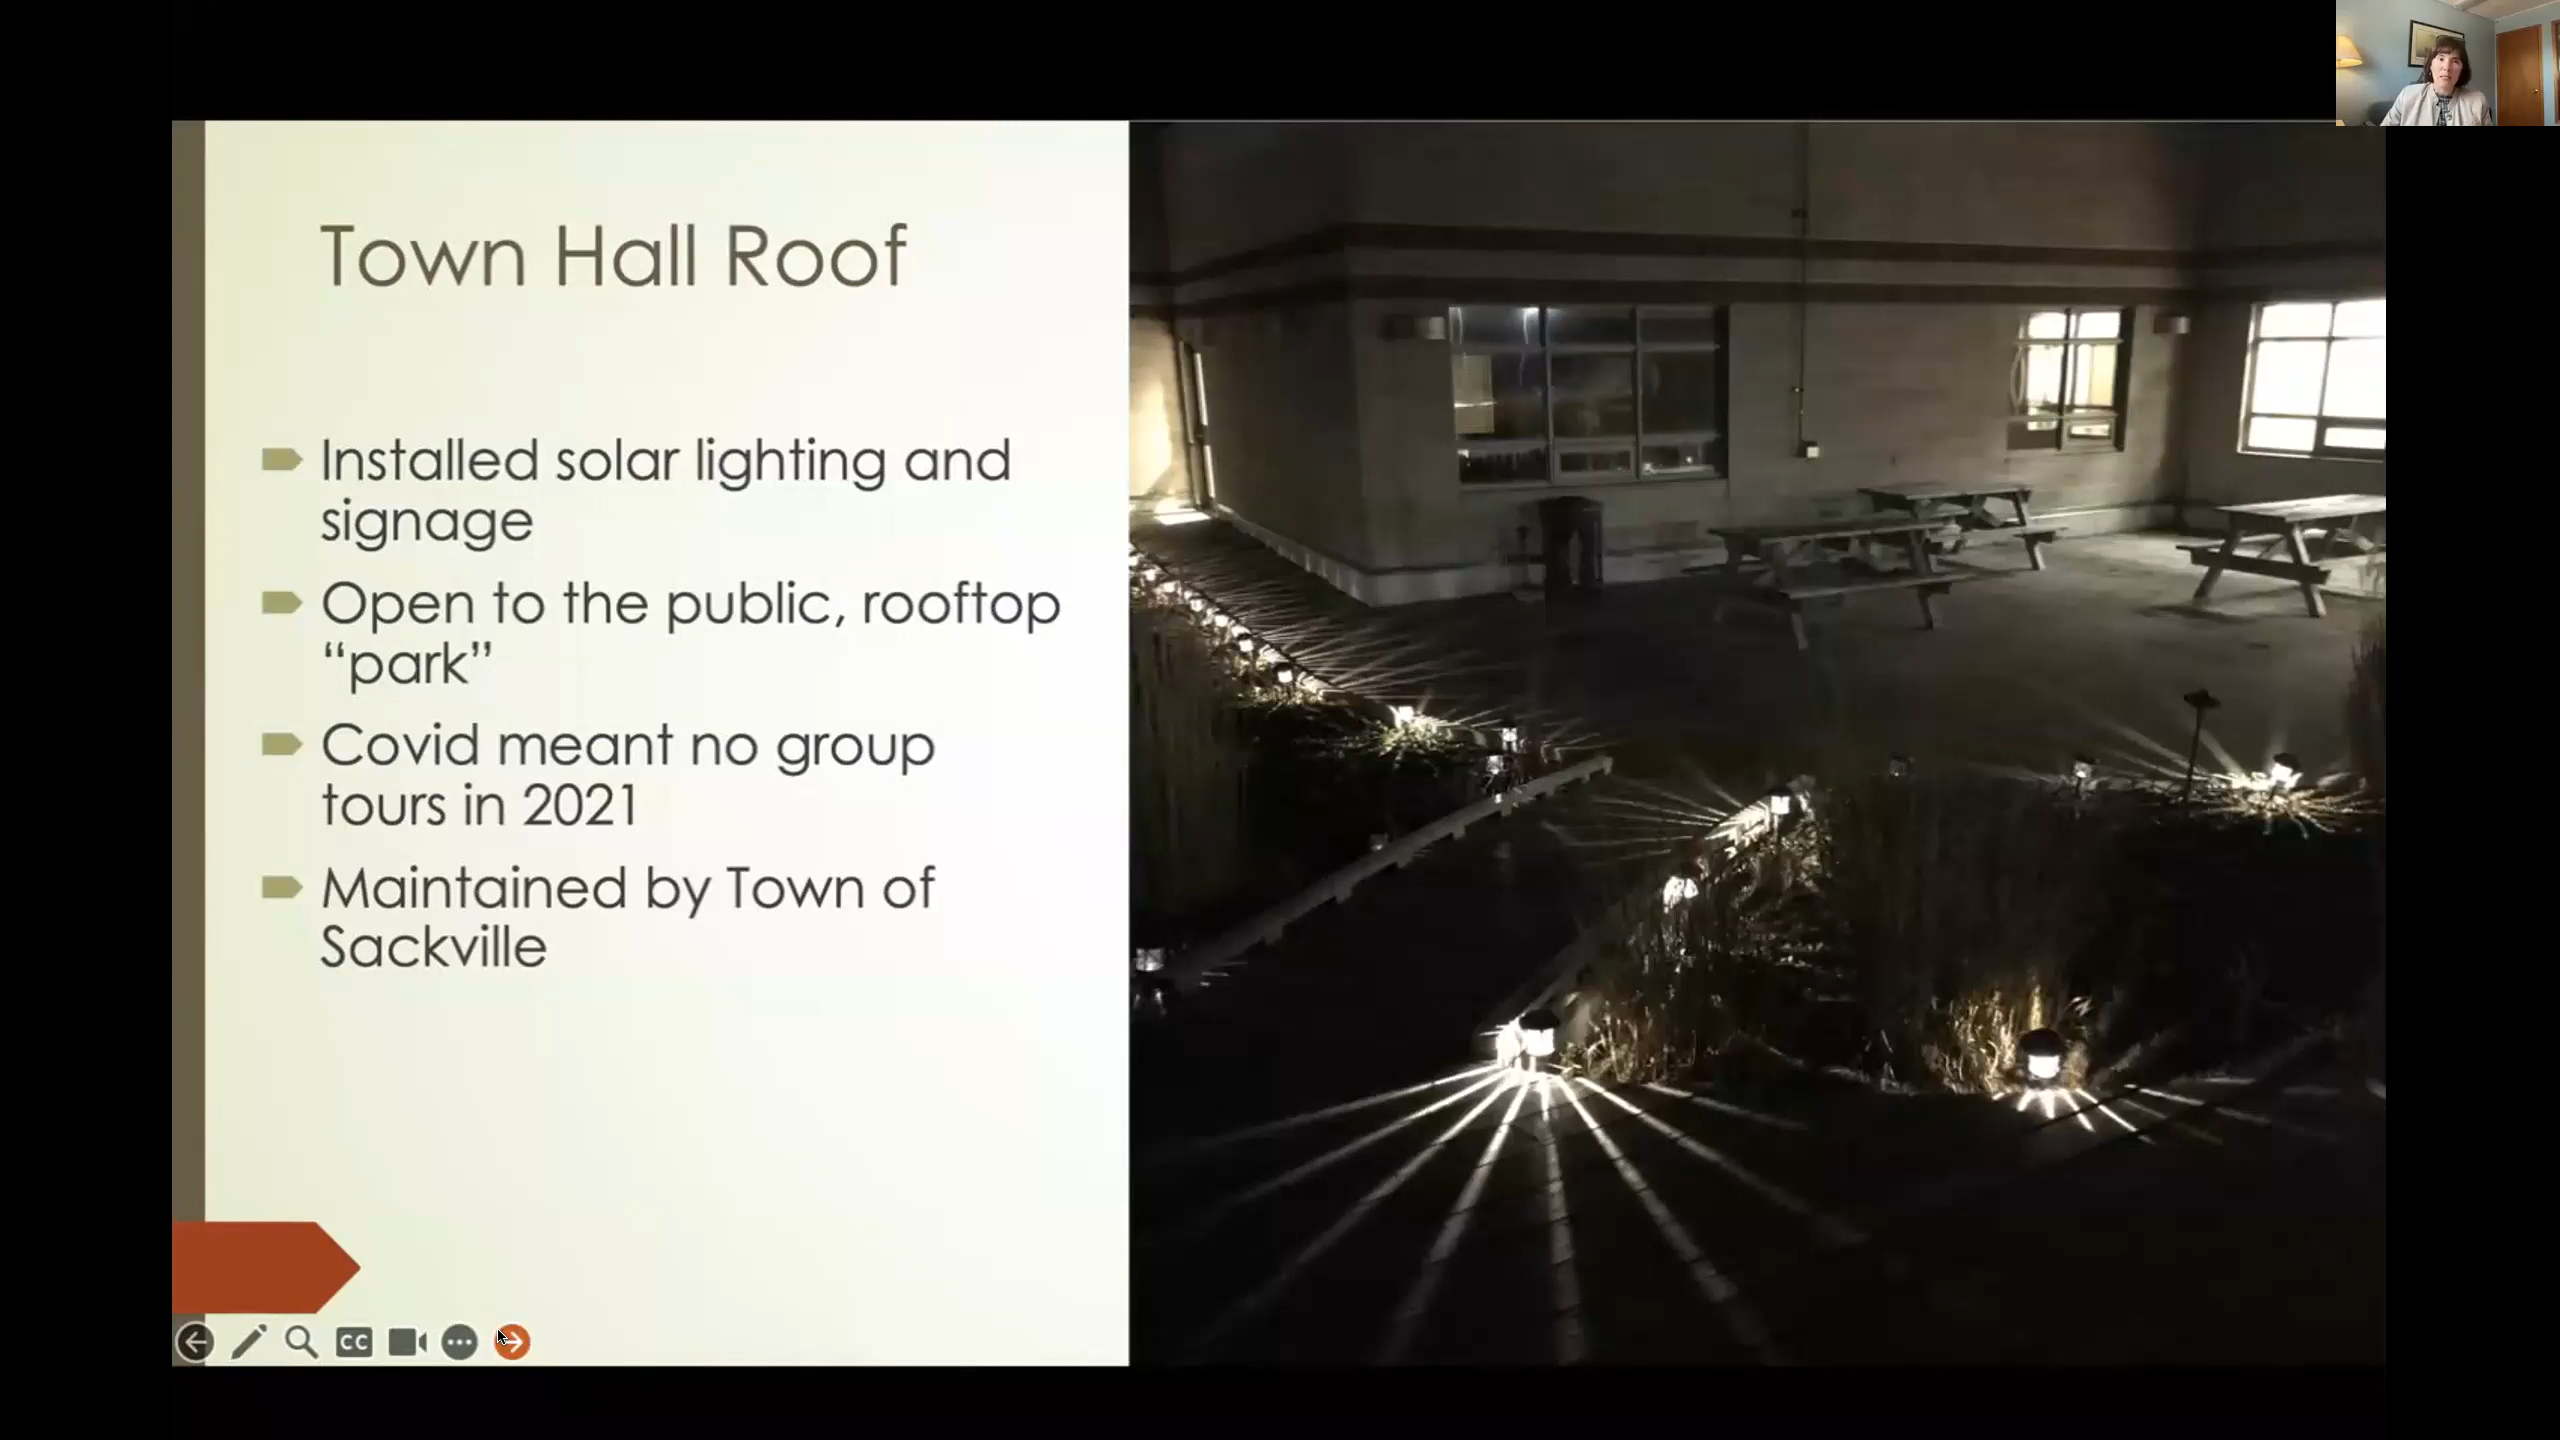 Town Hall Roof
Installed solar lighting and
signage
Open to the public, rooftop
“park”
Covid meant no group
tours in 2021
Maintained by Town of
Sackville
CC